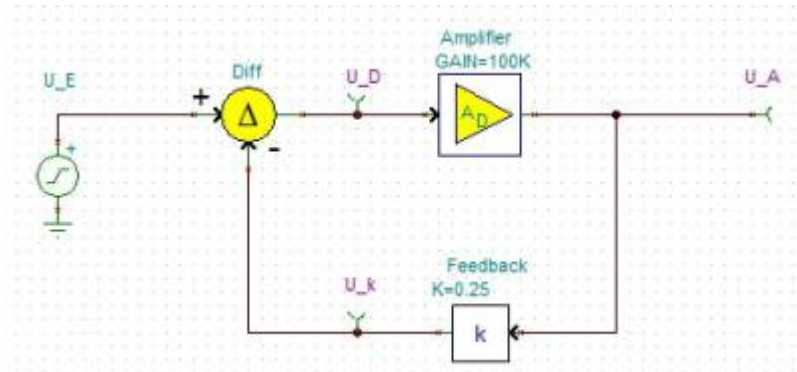 Amplifier
GAIN=100K
U_E
Diff
U_D
U_A
+
Δ
A_D
-
+
Feedback
K=0.25
U_k
k